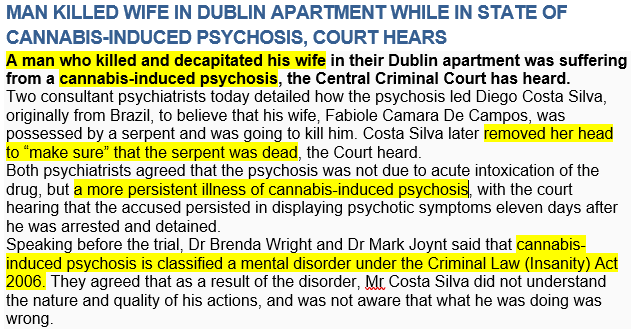 MAN KILLED WIFE IN DUBLIN APARTMENT WHILE IN STATE OF
CANNABIS-INDUCED PSYCHOSIS, COURT HEARS
A man who killed and decapitated his wife in their Dublin apartment was suffering
from a cannabis-induced psychosis, the Central Criminal Court has heard.
Two consultant psychiatrists today detailed how the psychosis led Diego Costa Silva,
originally from Brazil, to believe that his wife, Fabiole Camara De Campos, was
possessed by a serpent and was going to kill him. Costa Silva later removed her head
to “make sure” that the serpent was dead, the Court heard.
Both psychiatrists agreed that the psychosis was not due to acute intoxication of the
drug, but a more persistent illness of cannabis-induced psychosis, with the court
hearing that the accused persisted in displaying psychotic symptoms eleven days after
he was arrested and detained.
Speaking before the trial, Dr Brenda Wright and Dr Mark Joynt said that cannabis-
induced psychosis is classified a mental disorder under the Criminal Law (Insanity) Act
2006. They agreed that as a result of the disorder, Mr Costa Silva did not understand
the nature and quality of his actions, and was not aware that what he was doing was
wrong.